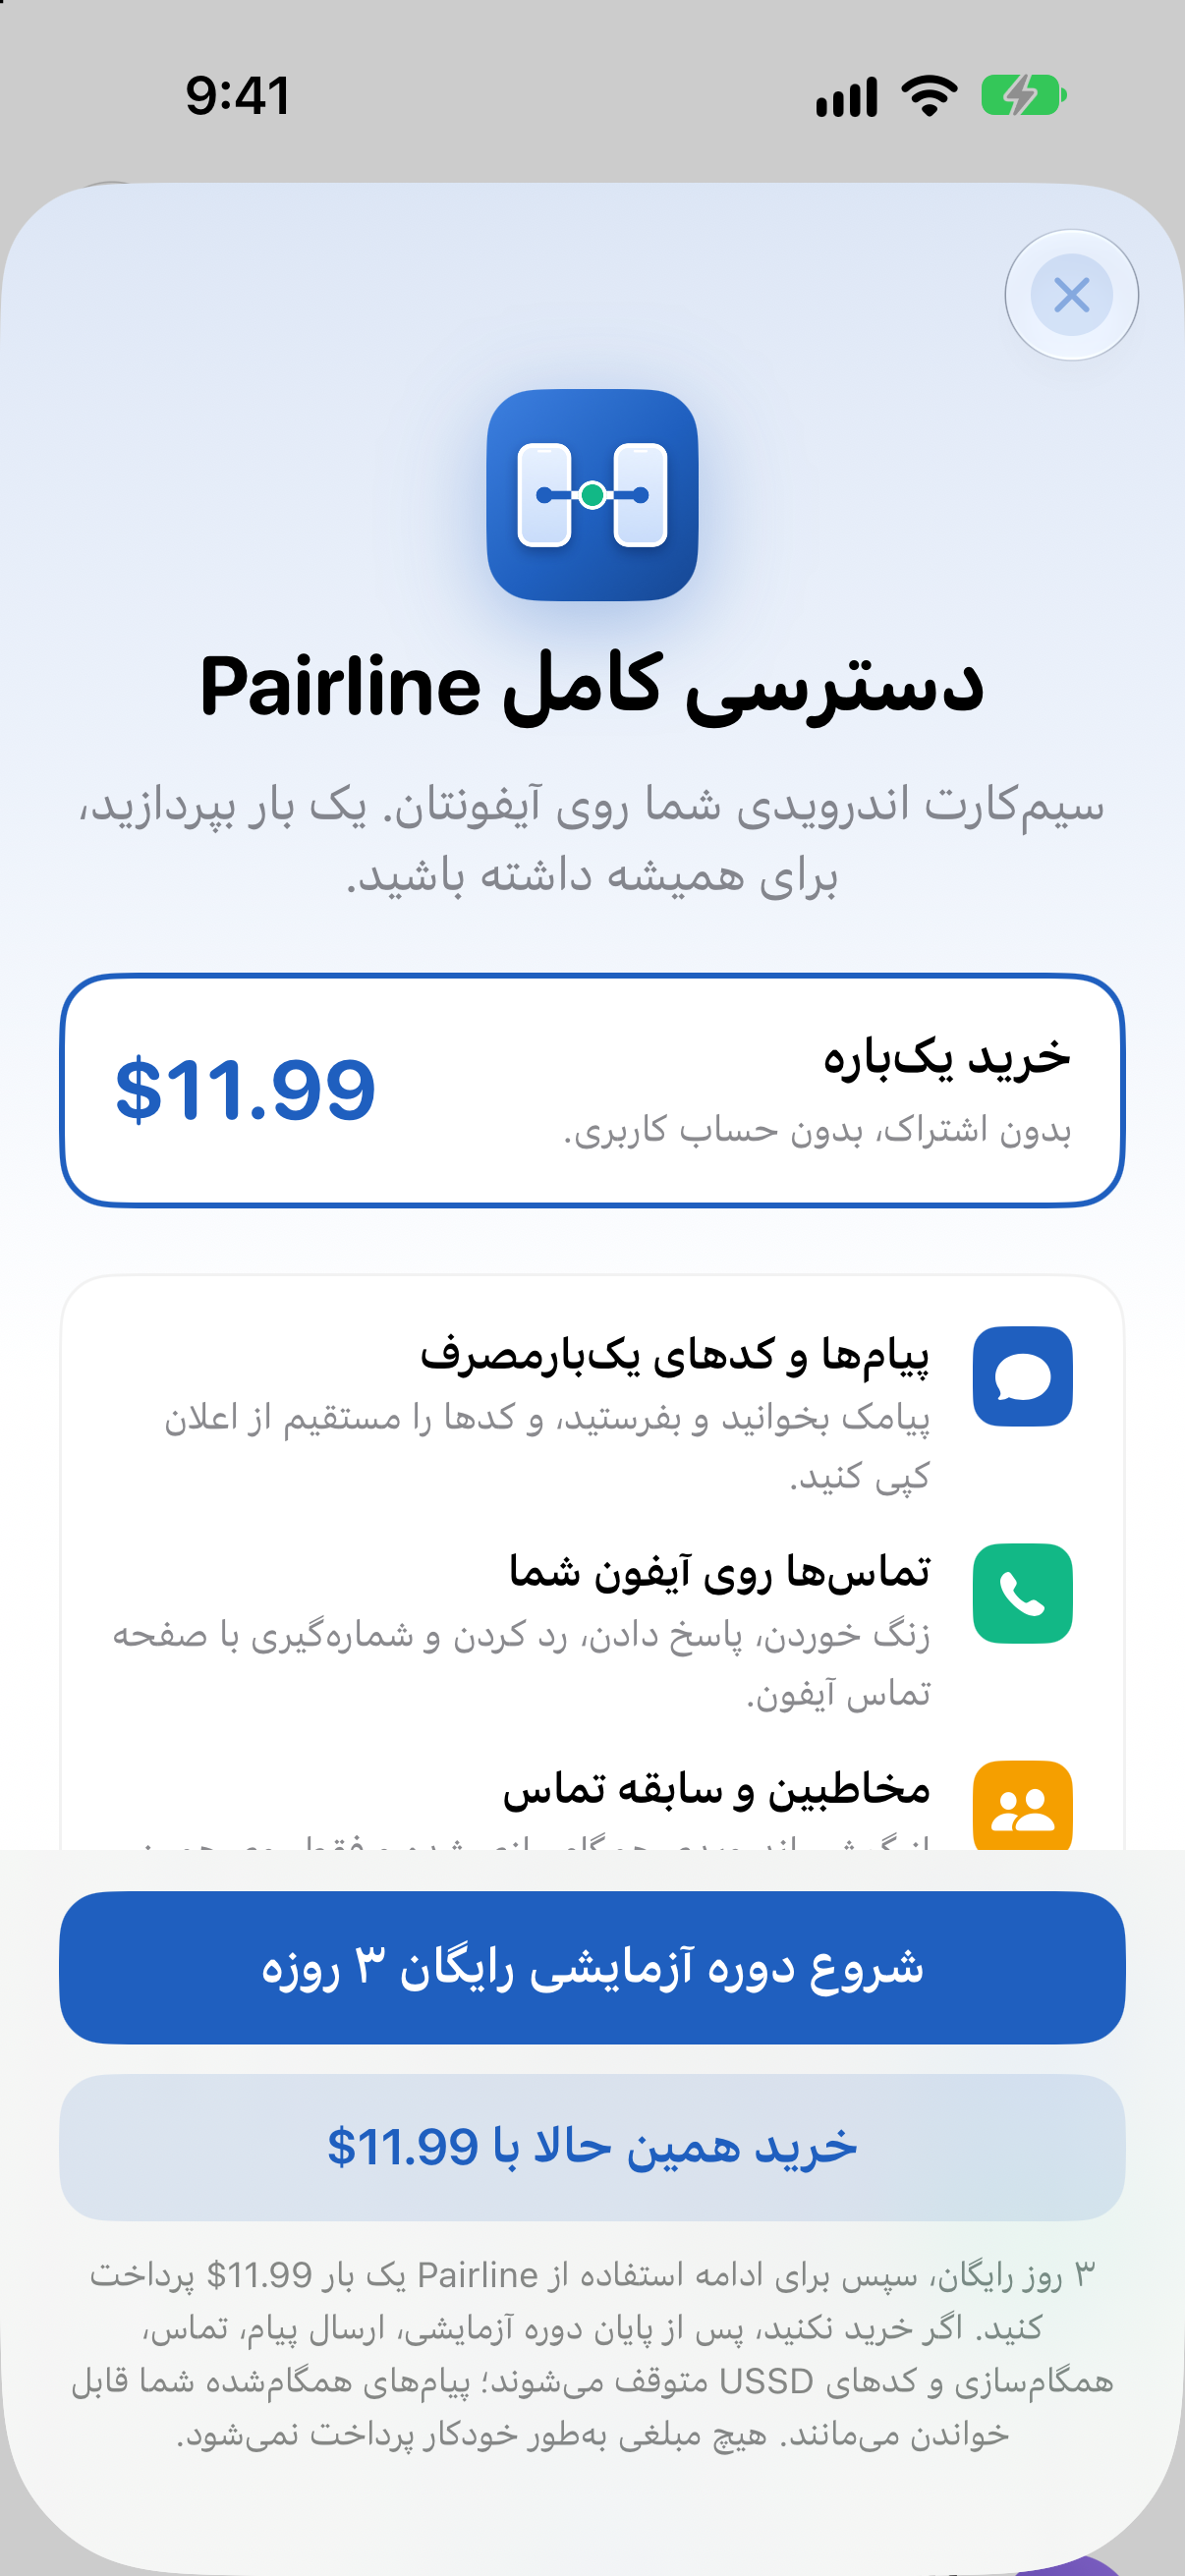 9:41
دسترسی کامل Pairline
سیم‌کارت اندرویدی شما روی آیفونتان. یک بار بپردازید،
برای همیشه داشته باشید.
خرید یک‌باره
$11.99
بدون اشتراک، بدون حساب کاربری.
پیام‌ها و کدهای یک‌بارمصرف
پیامک بخوانید و بفرستید، و کدها را مستقیم از اعلان
کپی کنید.
تماس‌ها روی آیفون شما
زنگ خوردن، پاسخ دادن، رد کردن و شماره‌گیری با صفحه
تماس آیفون.
مخاطبین و سابقه تماس
شروع دوره آزمایشی رایگان ۳ روزه
خرید همین حالا با 11.99$
۳ روز رایگان، سپس برای ادامه استفاده از Pairline یک بار 11.99$ پرداخت
کنید. اگر خرید نکنید، پس از پایان دوره آزمایشی، ارسال پیام، تماس،
همگام‌سازی و کدهای USSD متوقف می‌شوند؛ پیام‌های همگام‌شده شما قابل
خواندن می‌مانند. هیچ مبلغی به‌طور خودکار پرداخت نمی‌شود.